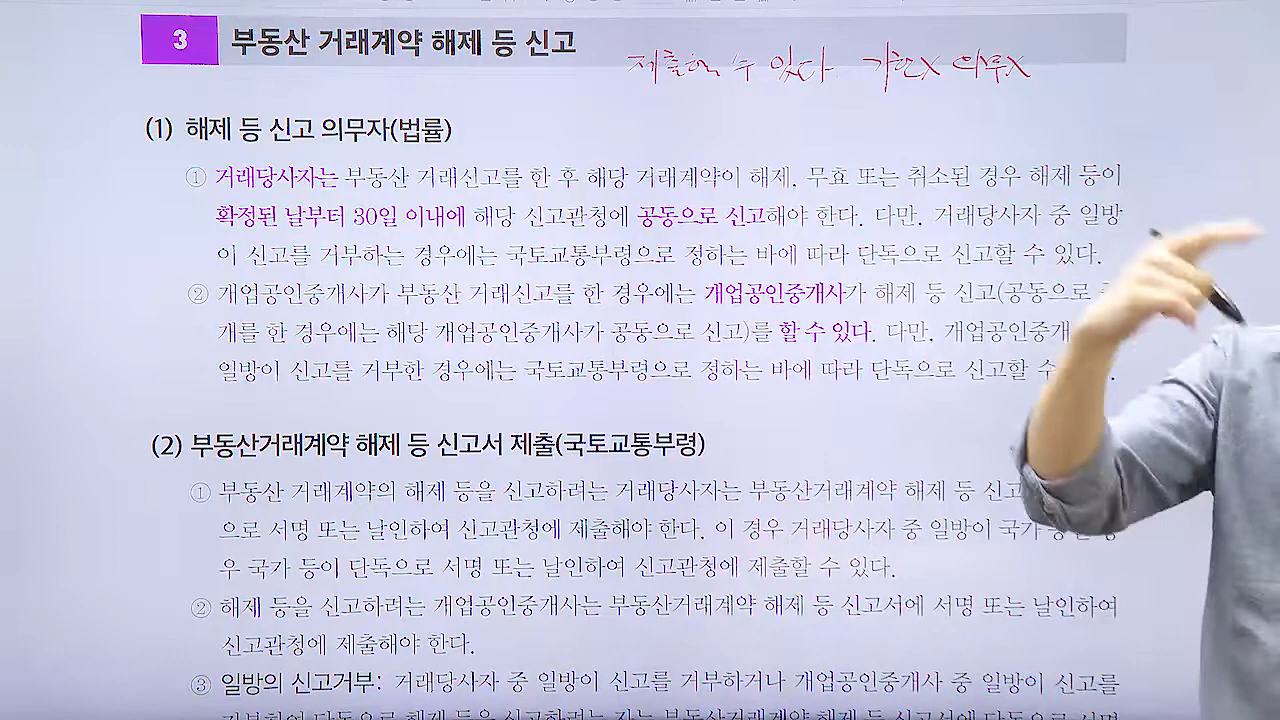 3 부동산 거래계약 해제 등 신고
제출할 수 있다 기한X 의무X
(1) 해제 등 신고 의무자(법률)
① 거래당사자는 부동산 거래신고를 한 후 해당 거래계약이 해제, 무효 또는 취소된 경우 해제 등이
확정된 날부터 30일 이내에 해당 신고관청에 공동으로 신고해야 한다. 다만, 거래당사자 중 일방
이 신고를 거부하는 경우에는 국토교통부령으로 정하는 바에 따라 단독으로 신고할 수 있다.
② 개업공인중개사가 부동산 거래신고를 한 경우에는 개업공인중개사가 해제 등 신고(공동으로
개를 한 경우에는 해당 개업공인중개사가 공동으로 신고)를 할 수 있다. 다만, 개업공인중개
일방이 신고를 거부한 경우에는 국토교통부령으로 정하는 바에 따라 단독으로 신고할 수
(2) 부동산거래계약 해제 등 신고서 제출(국토교통부령)
① 부동산 거래계약의 해제 등을 신고하려는 거래당사자는 부동산거래계약 해제 등 신고
으로 서명 또는 날인하여 신고관청에 제출해야 한다. 이 경우 거래당사자 중 일방이 국가
우 국가 등이 단독으로 서명 또는 날인하여 신고관청에 제출할 수 있다.
② 해제 등을 신고하려는 개업공인중개사는 부동산거래계약 해제 등 신고서에 서명 또는 날인하여
신고관청에 제출해야 한다.
③ 일방의 신고거부: 거래당사자 중 일방이 신고를 거부하거나 개업공인중개사 중 일방이 신고를